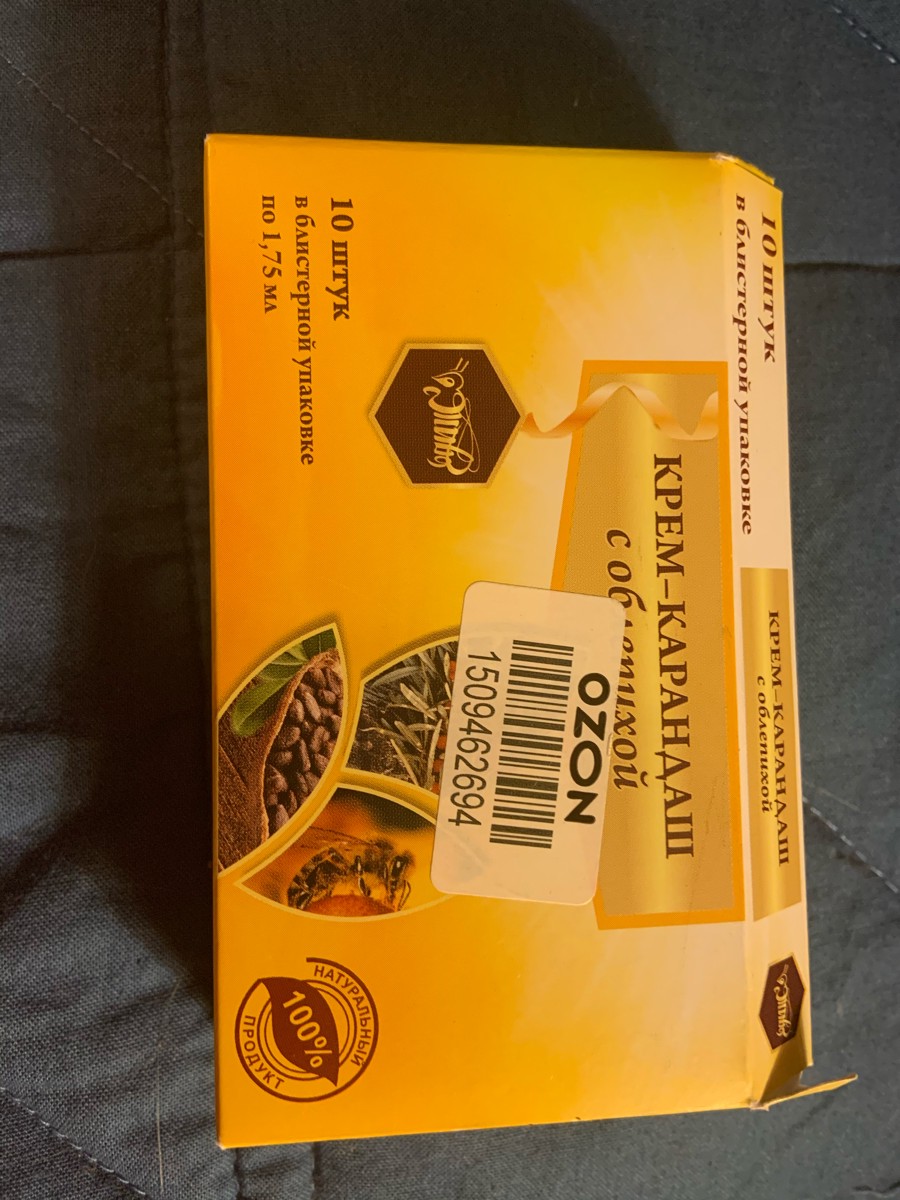 10 штук
в блистерной упаковке
КРЕМ-КАРАНДАШ
с облепихой
КРЕМ-КАРАНДАШ
с облепихой
10 штук
в блистерной упаковке
по 1,75 мл
OZON
1509462694
НАТУРАЛЬНЫЙ
100%
ПРОДУКТ